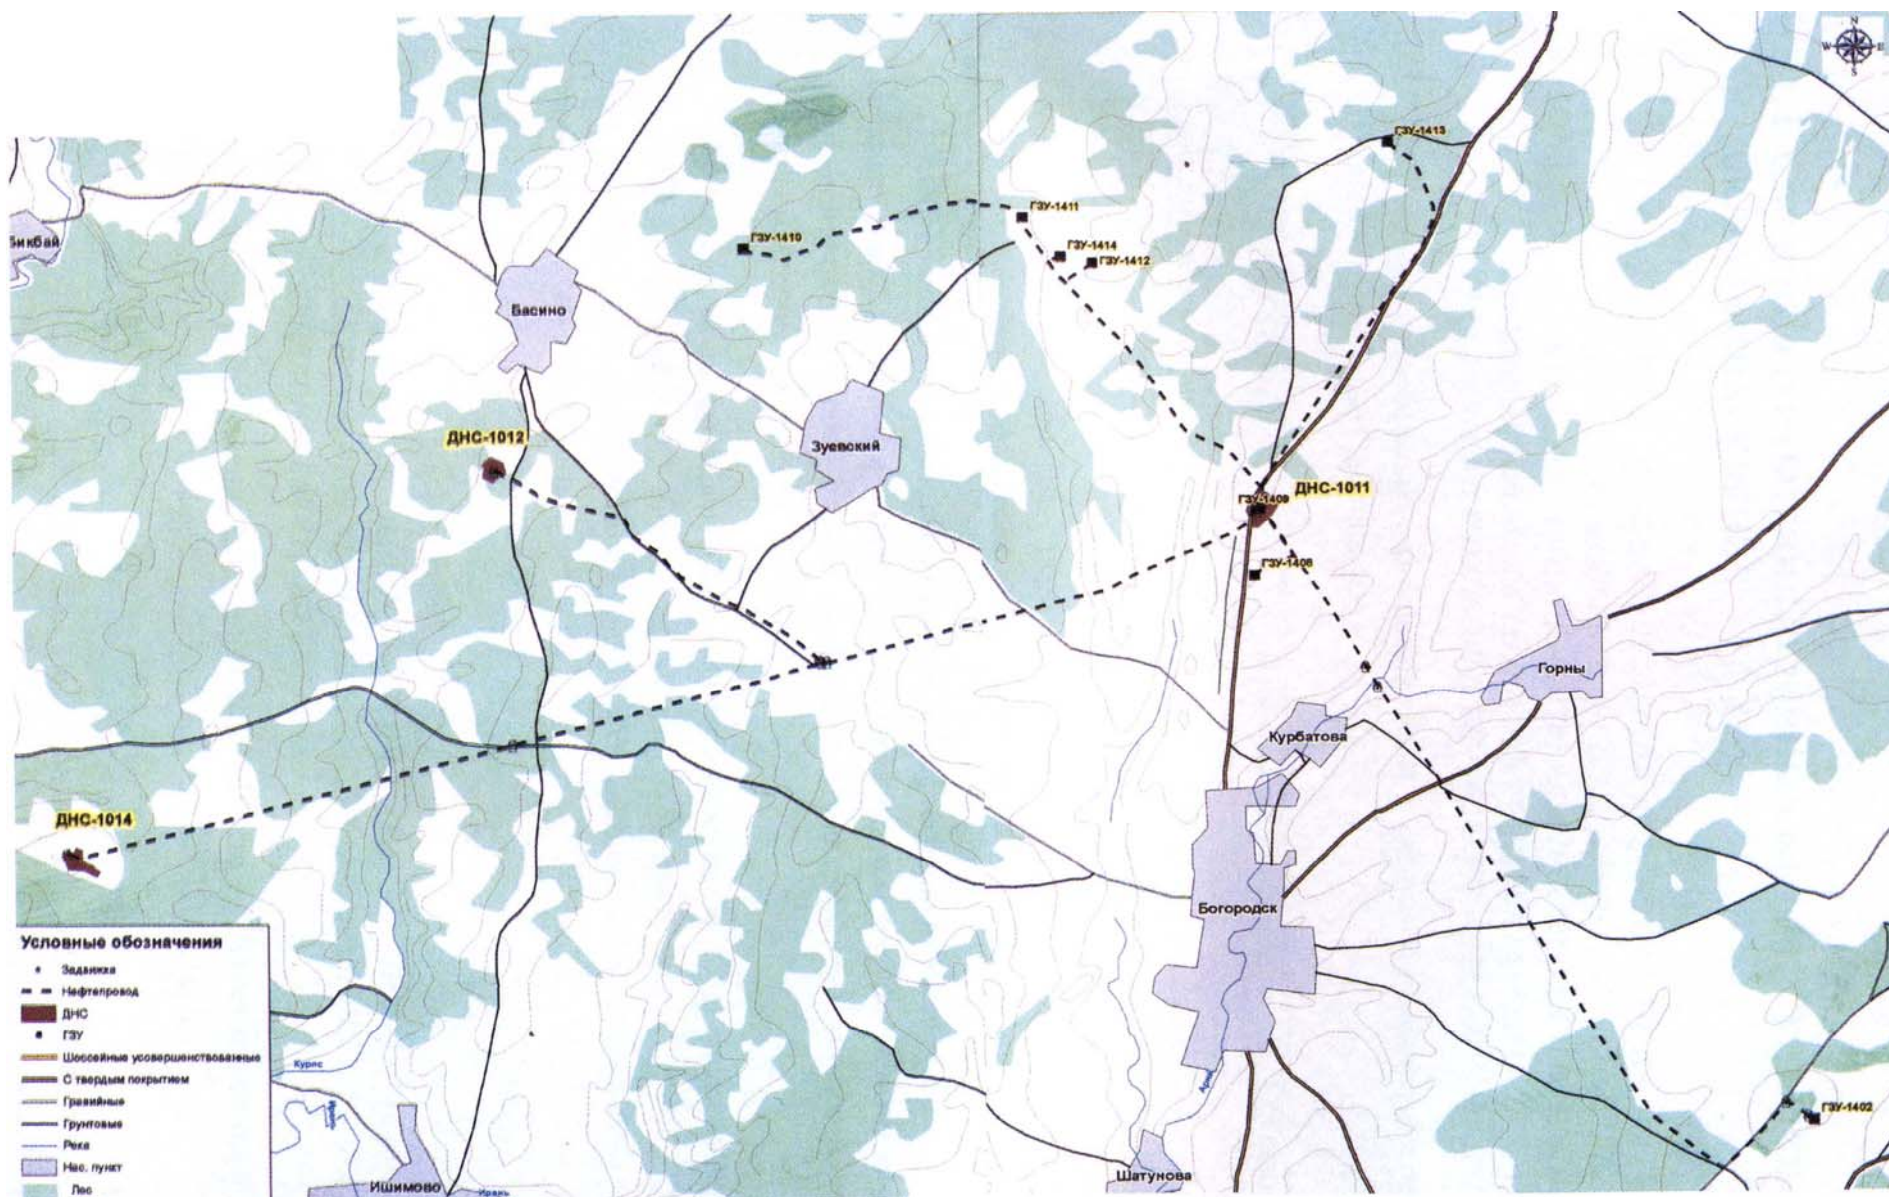 N
W E
S
ГЗУ-1413
ГЗУ-1411
бикбай
ГЗУ-1410
ГЗУ-1414
ГЗУ-1412
Басино
ДНС-1012
Зуевский
ДНС-1011
ГЗУ-1409
ГЗУ-1408
Горны
Курбатова
ДНС-1014
Богородск
Условные обозначения
Задвижка
Нефтепровод
ДНС
ГЗУ
Шоссейные усовершенствованные
С твердым покрытием
Гравийные
Грунтовые
Река
Нас. пункт
Лес
ГЗУ-1402
Шатунова
Ишимово
Ирень